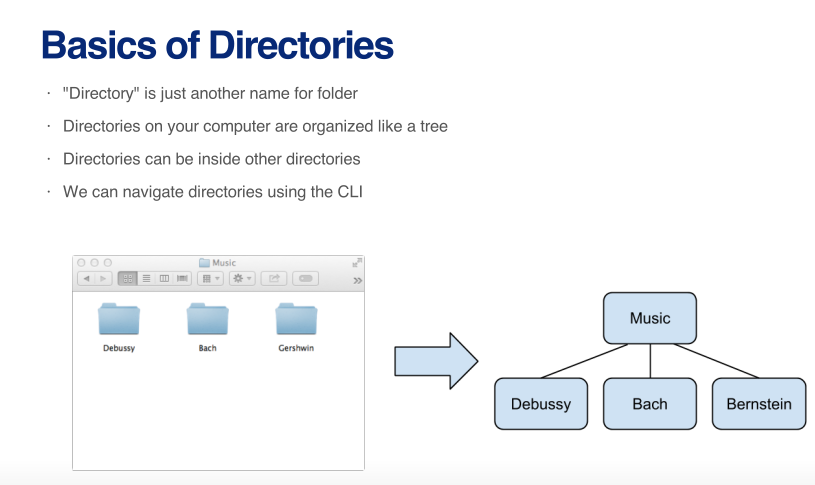 Basics of Directories
· "Directory" is just another name for folder
· Directories on your computer are organized like a tree
· Directories can be inside other directories
· We can navigate directories using the CLI
Music
Debussy Bach Gershwin
Music
Debussy Bach Bernstein